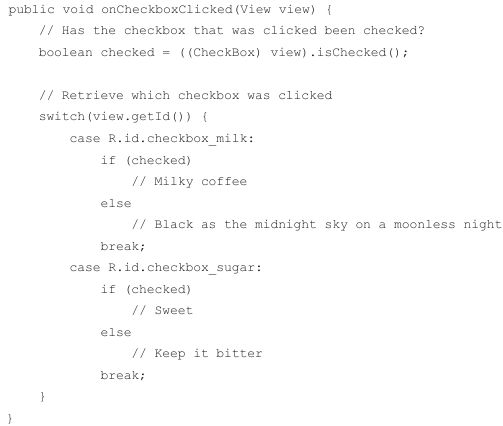 public void onCheckboxClicked(View view) {
    // Has the checkbox that was clicked been checked?
    boolean checked = ((CheckBox) view).isChecked();

    // Retrieve which checkbox was clicked
    switch(view.getId()) {
        case R.id.checkbox_milk:
            if (checked)
                // Milky coffee
            else
                // Black as the midnight sky on a moonless night
            break;
        case R.id.checkbox_sugar:
            if (checked)
                // Sweet
            else
                // Keep it bitter
            break;
    }
}